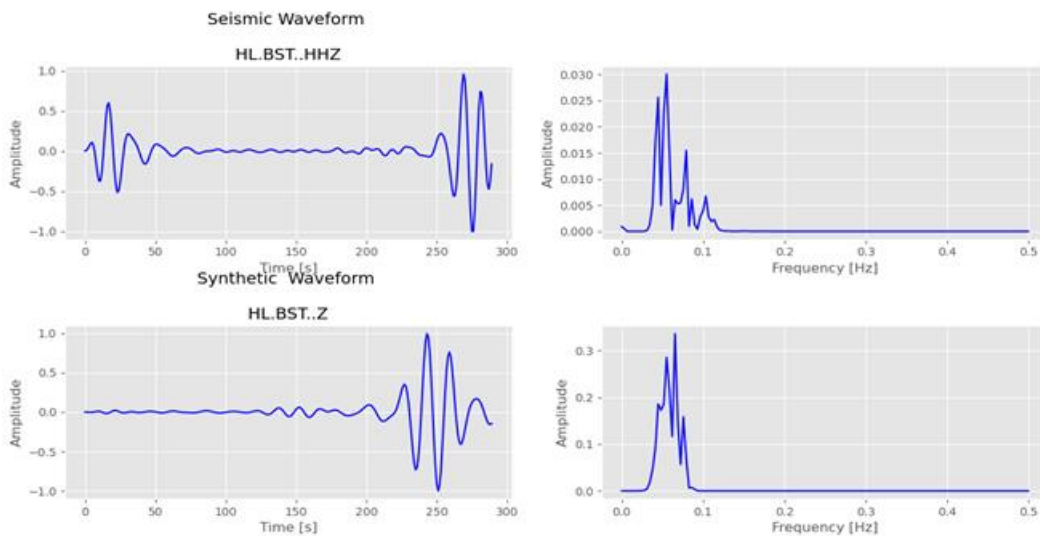 Seismic Waveform
HL.BST..HHZ
1.0
0.5
0.0
−0.5
−1.0
Amplitude
0 50 100 150 200 250 300
Time [s]
0.030
0.025
0.020
0.015
0.010
0.005
0.000
Amplitude
0.0 0.1 0.2 0.3 0.4 0.5
Frequency [Hz]
Synthetic  Waveform
HL.BST..Z
1.0
0.5
0.0
−0.5
−1.0
Amplitude
0 50 100 150 200 250 300
Time [s]
0.3
0.2
0.1
0.0
Amplitude
0.0 0.1 0.2 0.3 0.4 0.5
Frequency [Hz]